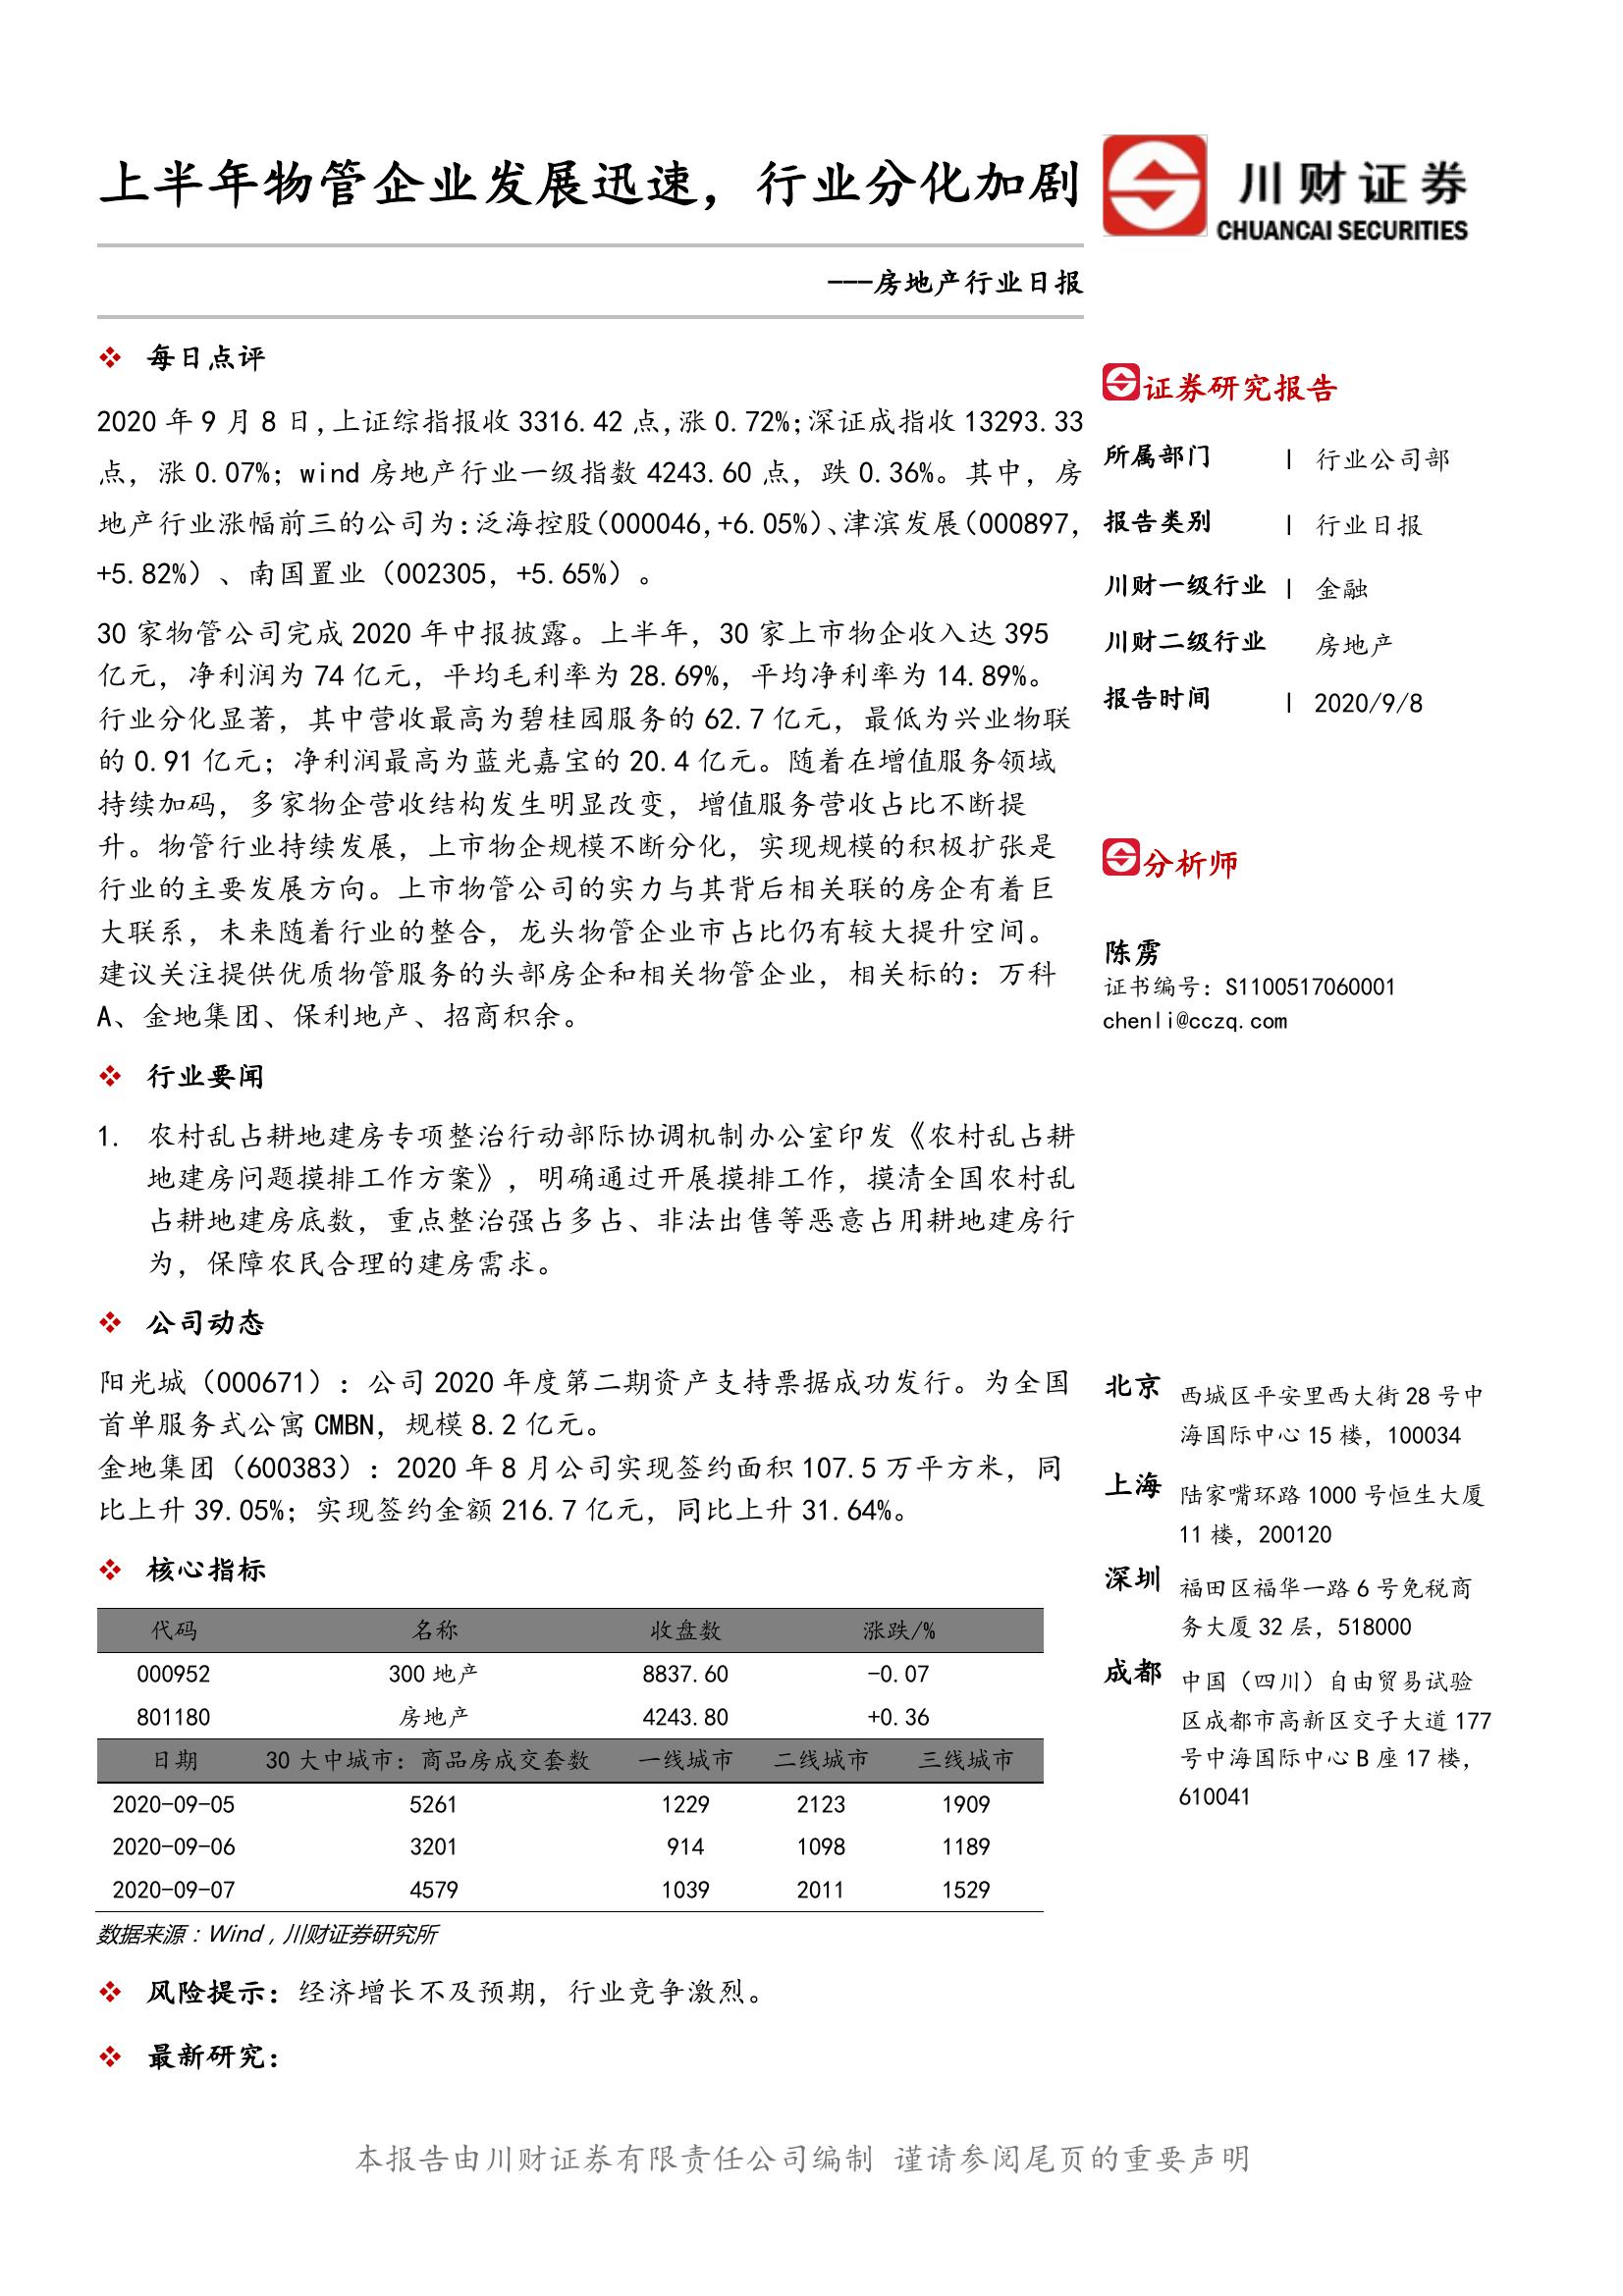 上半年物管企业发展迅速，行业分化加剧
川财证券
CHUANCAI SECURITIES
---房地产行业日报
❖ 每日点评
2020 年 9 月 8 日，上证综指报收 3316.42 点，涨 0.72%；深证成指收 13293.33
点，涨 0.07%；wind 房地产行业一级指数 4243.60 点，跌 0.36%。其中，房
地产行业涨幅前三的公司为：泛海控股（000046,+6.05%）、津滨发展（000897,
+5.82%）、南国置业（002305，+5.65%）。
30 家物管公司完成 2020 年中报披露。上半年，30 家上市物企收入达 395
亿元，净利润为 74 亿元，平均毛利率为 28.69%，平均净利率为 14.89%。
行业分化显著，其中营收最高为碧桂园服务的 62.7 亿元，最低为兴业物联
的 0.91 亿元；净利润最高为蓝光嘉宝的 20.4 亿元。随着在增值服务领域
持续加码，多家物企营收结构发生明显改变，增值服务营收占比不断提
升。物管行业持续发展，上市物企规模不断分化，实现规模的积极扩张是
行业的主要发展方向。上市物管公司的实力与其背后相关联的房企有着巨
大联系，未来随着行业的整合，龙头物管企业市占比仍有较大提升空间。
建议关注提供优质物管服务的头部房企和相关物管企业，相关标的：万科
A、金地集团、保利地产、招商积余。
❖ 行业要闻
1. 农村乱占耕地建房专项整治行动部际协调机制办公室印发《农村乱占耕
地建房问题摸排工作方案》，明确通过开展摸排工作，摸清全国农村乱
占耕地建房底数，重点整治强占多占、非法出售等恶意占用耕地建房行
为，保障农民合理的建房需求。
❖ 公司动态
阳光城（000671）：公司 2020 年度第二期资产支持票据成功发行。为全国
首单服务式公寓 CMBN，规模 8.2 亿元。
金地集团（600383）：2020 年 8 月公司实现签约面积 107.5 万平方米，同
比上升 39.05%；实现签约金额 216.7 亿元，同比上升 31.64%。
❖ 核心指标
代码 名称 收盘数 涨跌/%
000952 300 地产 8837.60 -0.07
801180 房地产 4243.80 +0.36
日期 30 大中城市：商品房成交套数 一线城市 二线城市 三线城市
2020-09-05 5261 1229 2123 1909
2020-09-06 3201 914 1098 1189
2020-09-07 4579 1039 2011 1529
数据来源：Wind，川财证券研究所
❖ 风险提示：经济增长不及预期，行业竞争激烈。
❖ 最新研究：
证券研究报告
所属部门 | 行业公司部
报告类别 | 行业日报
川财一级行业 | 金融
川财二级行业 房地产
报告时间 | 2020/9/8
分析师
陈雳
证书编号：S1100517060001
chenli@cczq.com
北京 西城区平安里西大街 28 号中
海国际中心 15 楼，100034
上海 陆家嘴环路 1000 号恒生大厦
11 楼，200120
深圳 福田区福华一路 6 号免税商
务大厦 32 层，518000
成都 中国（四川）自由贸易试验
区成都市高新区交子大道 177
号中海国际中心 B 座 17 楼，
610041
本报告由川财证券有限责任公司编制 谨请参阅尾页的重要声明